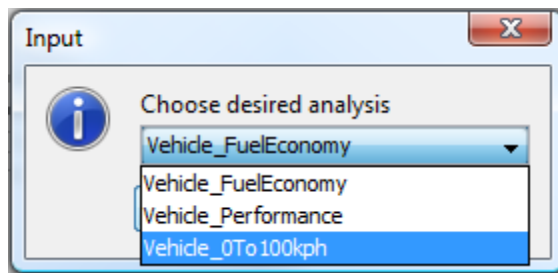 Input
Choose desired analysis
Vehicle_FuelEconomy
Vehicle_FuelEconomy
Vehicle_Performance
Vehicle_0To100kph